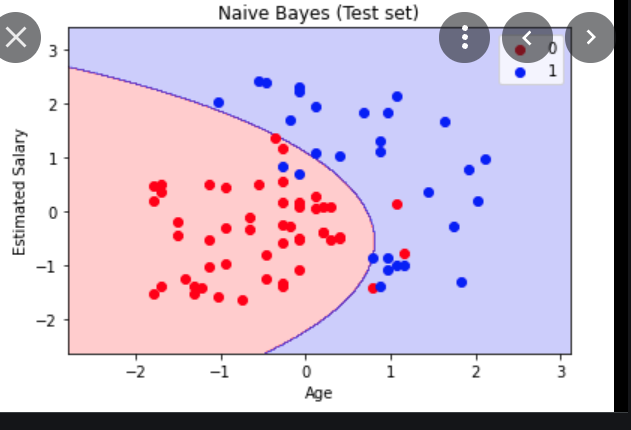 Naive Bayes (Test set)
0
1
3
2
1
0
−1
−2
Estimated Salary
−2 −1 0 1 2 3
Age